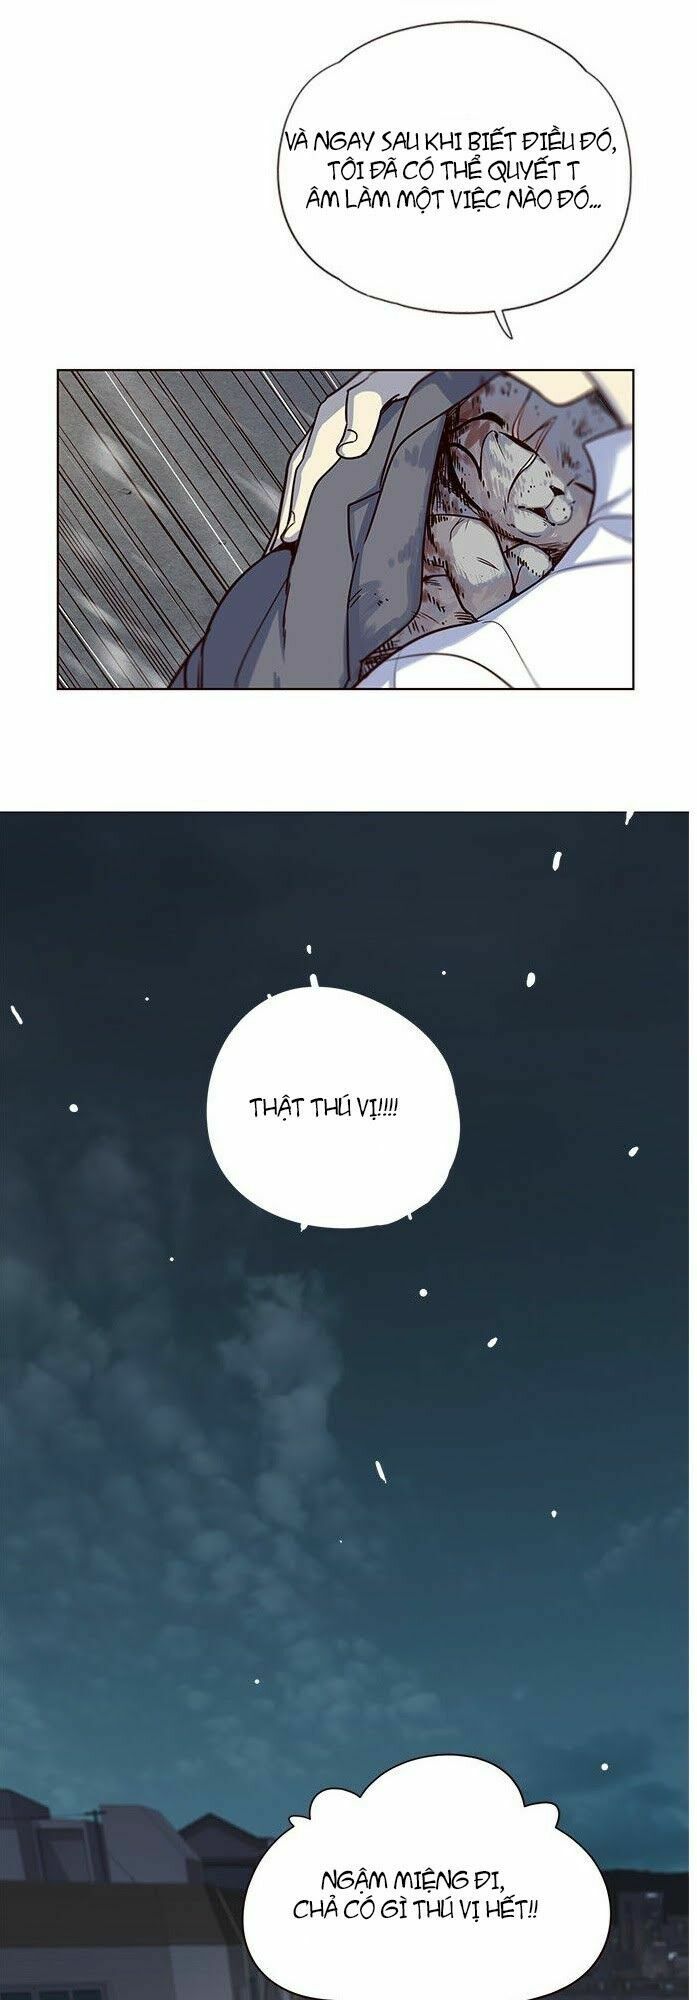 VÀ NGAY SAU KHI BIẾT ĐIỀU ĐÓ,
TÔI ĐÃ CÓ THỂ QUYẾT T
ÂM LÀM MỘT VIỆC NÀO ĐÓ...
THẬT THÚ VỊ!!!!
NGẬM MIỆNG ĐI,
CHẢ CÓ GÌ THÚ VỊ HẾT!!